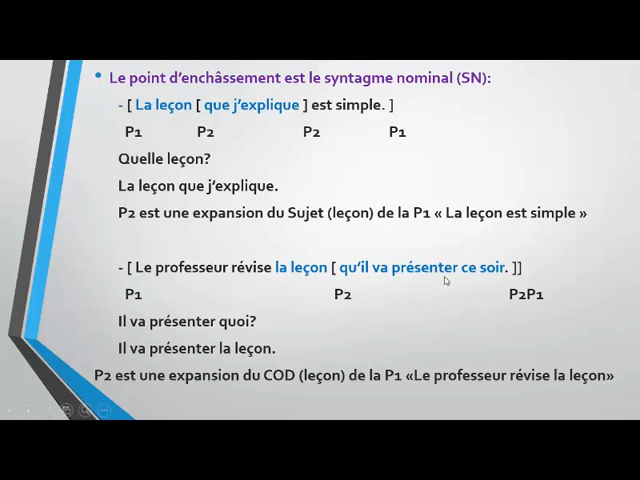 • Le point d'enchâssement est le syntagme nominal (SN):
- [ La leçon [ que j'explique ] est simple. ]
P1 P2 P2 P1
Quelle leçon?
La leçon que j'explique.
P2 est une expansion du Sujet (leçon) de la P1 « La leçon est simple »
- [ Le professeur révise la leçon [ qu'il va présenter ce soir. ]]
P1 P2 P2P1
Il va présenter quoi?
Il va présenter la leçon.
P2 est une expansion du COD (leçon) de la P1 «Le professeur révise la leçon»